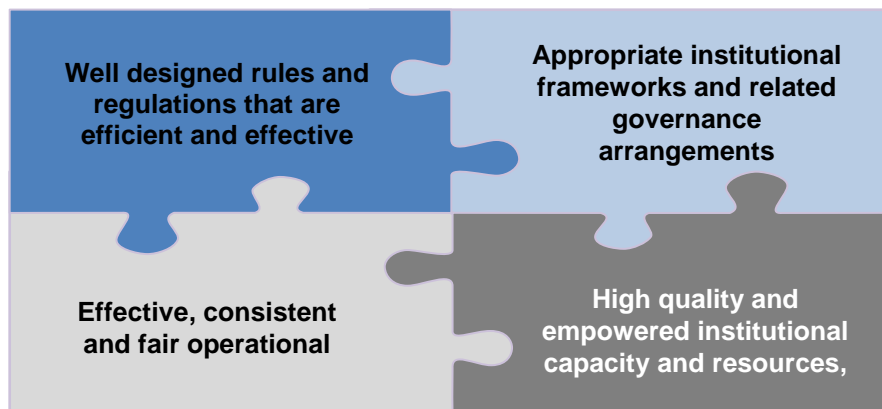 Well designed rules and
regulations that are
efficient and effective
Appropriate institutional
frameworks and related
governance
arrangements
Effective, consistent
and fair operational
High quality and
empowered institutional
capacity and resources,